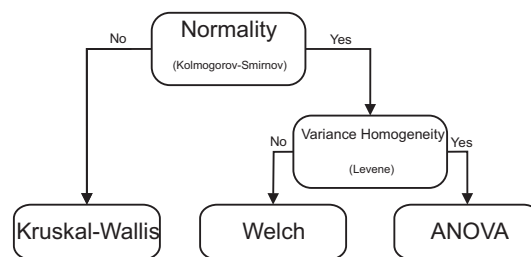 Normality
(Kolmogorov-Smirnov)
No
Yes
Variance Homogeneity
(Levene)
No
Yes
Kruskal-Wallis
Welch
ANOVA